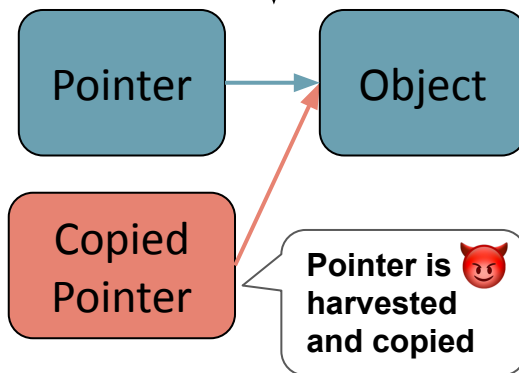 Pointer
Object
Copied
Pointer
Pointer is 😈
harvested
and copied